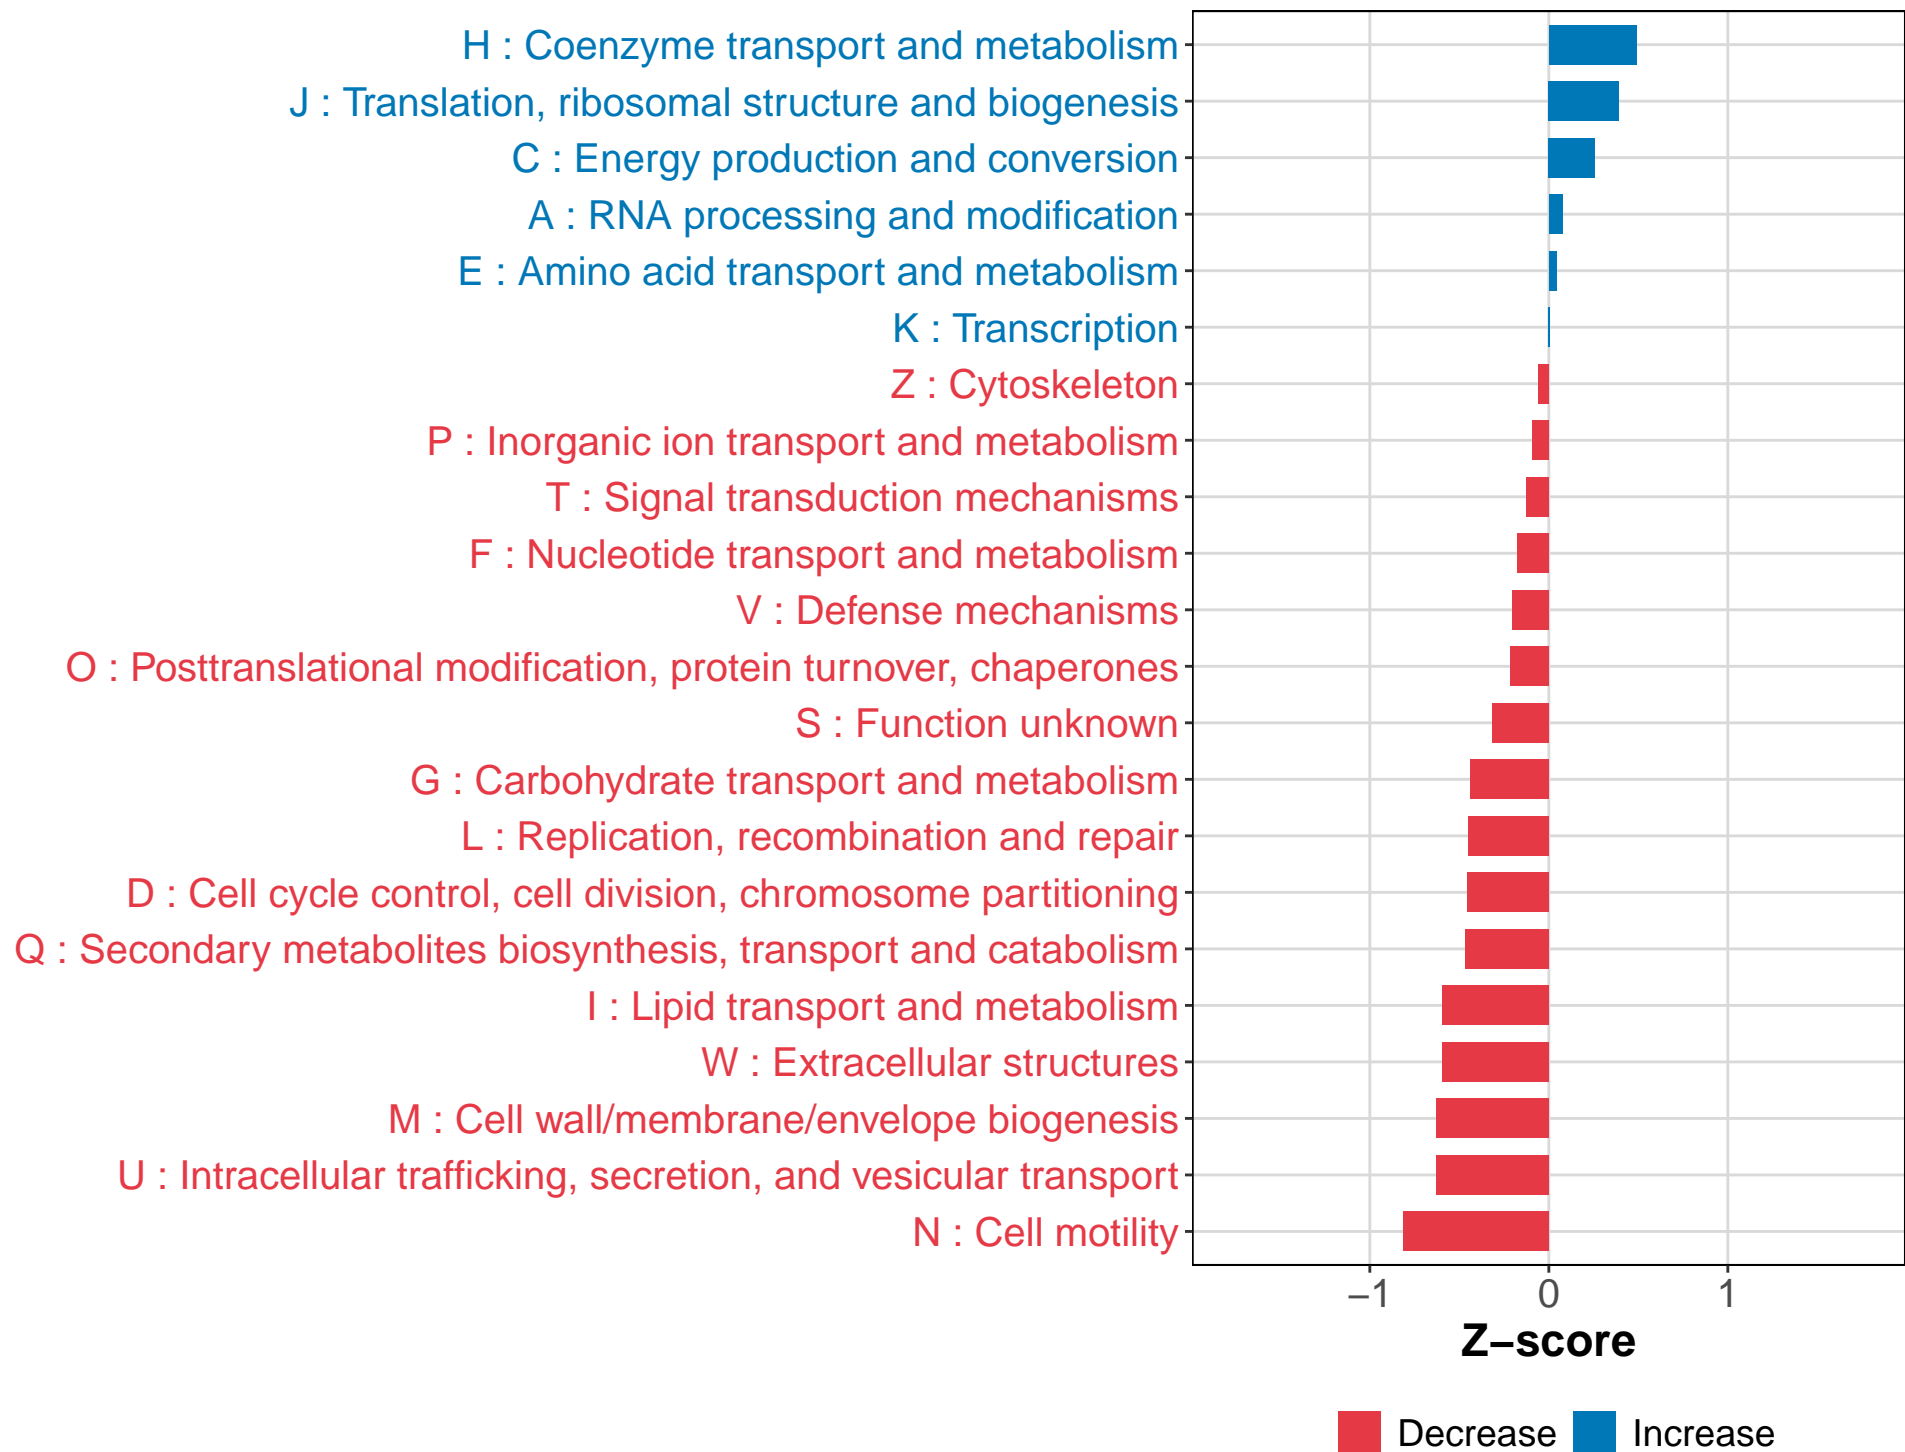 H : Coenzyme transport and metabolism
J : Translation, ribosomal structure and biogenesis
C : Energy production and conversion
A : RNA processing and modification
E : Amino acid transport and metabolism
K : Transcription
Z : Cytoskeleton
P : Inorganic ion transport and metabolism
T : Signal transduction mechanisms
F : Nucleotide transport and metabolism
V : Defense mechanisms
O : Posttranslational modification, protein turnover, chaperones
S : Function unknown
G : Carbohydrate transport and metabolism
L : Replication, recombination and repair
D : Cell cycle control, cell division, chromosome partitioning
Q : Secondary metabolites biosynthesis, transport and catabolism
I : Lipid transport and metabolism
W : Extracellular structures
M : Cell wall/membrane/envelope biogenesis
U : Intracellular trafficking, secretion, and vesicular transport
N : Cell motility
−1 0 1
Z−score
Decrease Increase